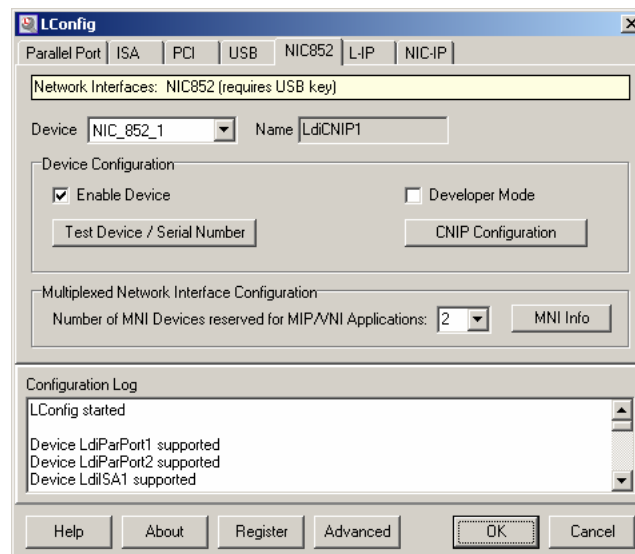 LConfig
Parallel Port ISA PCI USB NIC852 L-IP NIC-IP
Network Interfaces: NIC852 (requires USB key)
Device NIC_852_1 Name LdiCNIP1
Device Configuration
Enable Device Developer Mode
Test Device / Serial Number CNIP Configuration
Multiplexed Network Interface Configuration
Number of MNI Devices reserved for MIP/VNI Applications: 2 MNI Info
Configuration Log
LConfig started
Device LdiParPort1 supported
Device LdiParPort2 supported
Device LdiISA1 supported
Help About Register Advanced OK Cancel